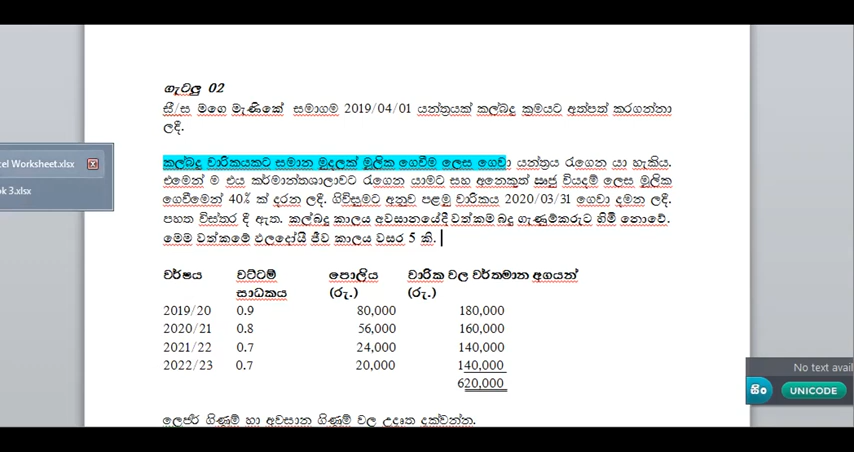 ගැටලු 02
සී/ස මගෙ මැණිකේ සමාගම 2019/04/01 යන්ත්‍රයක් කල්බදු ක්‍රමයට අත්පත් කරගන්නා
ලදී.
cel Worksheet.xlsx
කල්බදු වාරිකයකට සමාන මුදලක් මූලික ගෙවීම ලෙස ගෙවා යන්ත්‍රය රැගෙන යා හැකිය.
ok 3.xlsx
එමෙන් ම එය කර්මාන්තශාලාවට රැගෙන යාමට සහ අනෙකුත් ඍජු වියදම් ලෙස මූලික
ගෙවීමෙන් 40% ක් දරන ලදී. ගිවිසුමට අනුව පළමු වාරිකය 2020/03/31 ගෙවා දමන ලදී.
පහත විස්තර දි ඇත. කල්බදු කාලය අවසානයේදී වත්කම බදු ගැණුම්කරුට හිමි නොවේ.
මෙම වත්කමේ ඵලදෝයී ජීව කාලය වසර 5 කි.
වර්ෂය වට්ටම් පොලිය වාරික වල වර්තමාන අගයන්
සාධකය (රු.) (රු.)
2019/20 0.9 80,000 180,000
2020/21 0.8 56,000 160,000
2021/22 0.7 24,000 140,000
2022/23 0.7 20,000 140,000
No text avail
620,000
සිං UNICODE
ලෙජර් ගිණුම් හා අවසාන ගිණුම් වල උදෘත දක්වන්න.